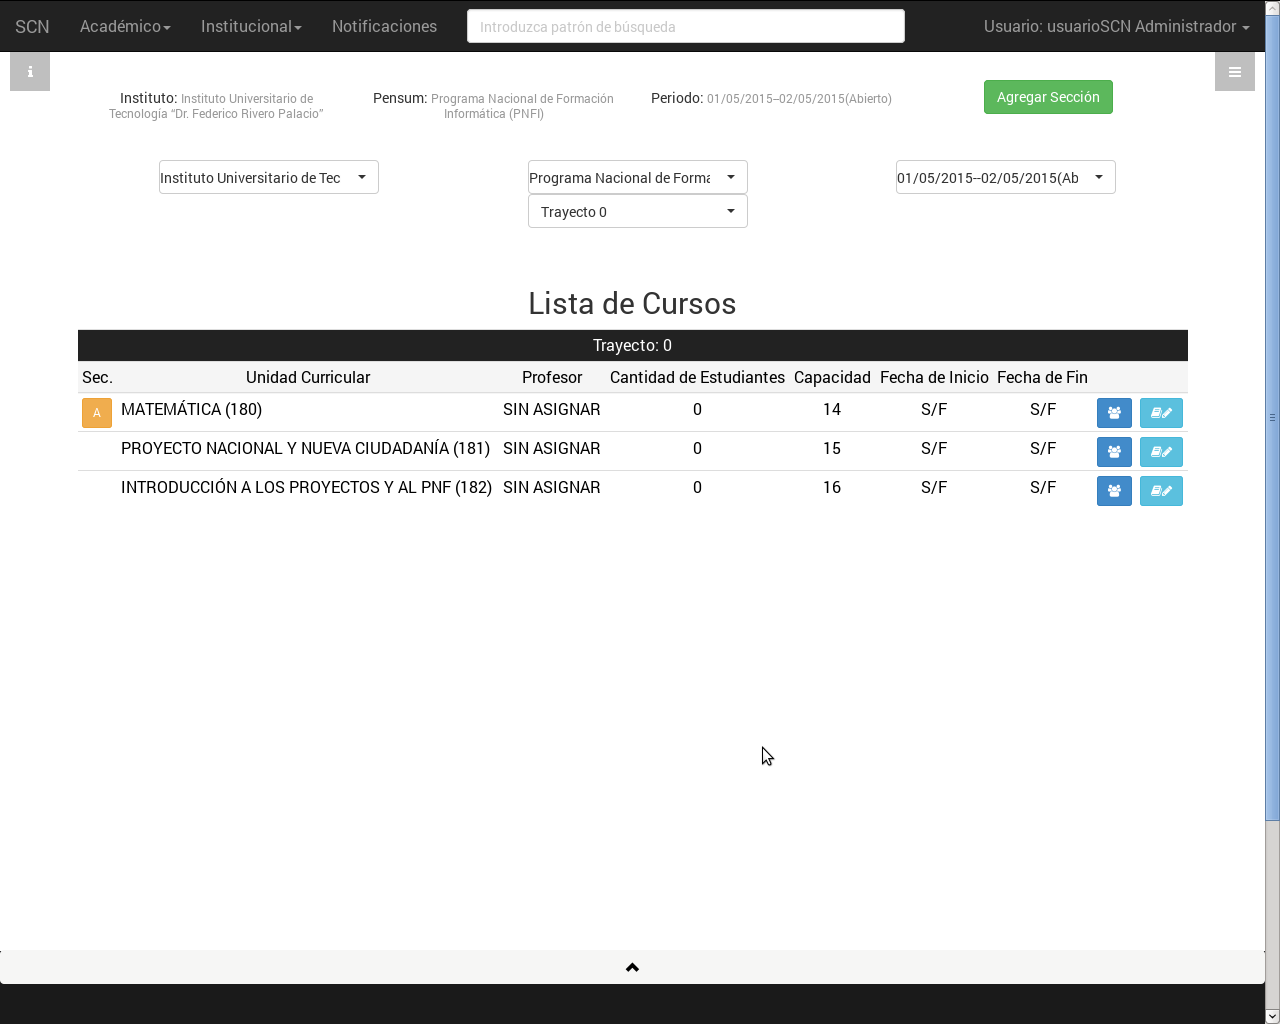 SCN Académico Institucional Notificaciones Introduzca patrón de búsqueda Usuario: usuarioSCN Administrador
Instituto: Instituto Universitario de
Tecnología “Dr. Federico Rivero Palacio”
Pensum: Programa Nacional de Formación
Informática (PNFI)
Periodo: 01/05/2015--02/05/2015(Abierto)
Agregar Sección
Instituto Universitario de Tec
Programa Nacional de Forma
01/05/2015--02/05/2015(Ab
Trayecto 0
Lista de Cursos
Trayecto: 0
Sec. Unidad Curricular Profesor Cantidad de Estudiantes Capacidad Fecha de Inicio Fecha de Fin
A MATEMÁTICA (180) SIN ASIGNAR 0 14 S/F S/F
PROYECTO NACIONAL Y NUEVA CIUDADANÍA (181) SIN ASIGNAR 0 15 S/F S/F
INTRODUCCIÓN A LOS PROYECTOS Y AL PNF (182) SIN ASIGNAR 0 16 S/F S/F